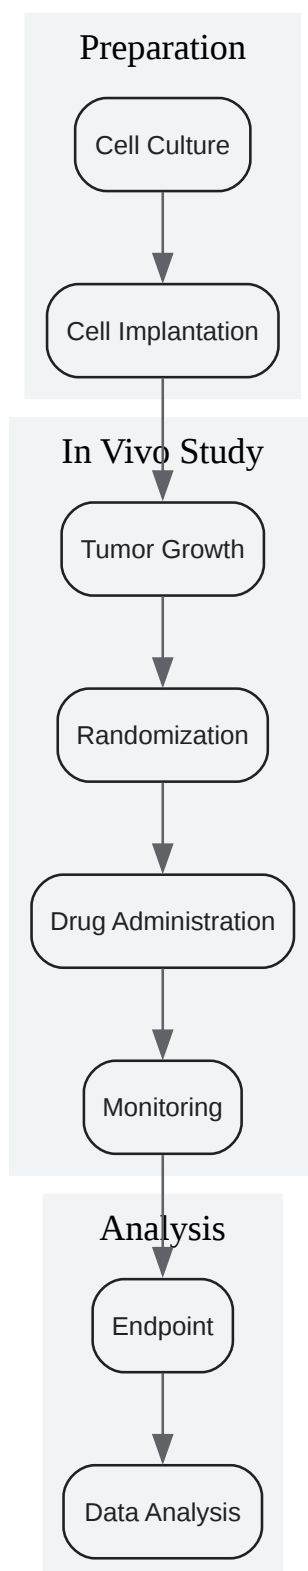 Preparation
Cell Culture
Cell Implantation
In Vivo Study
Tumor Growth
Randomization
Drug Administration
Monitoring
Analysis
Endpoint
Data Analysis